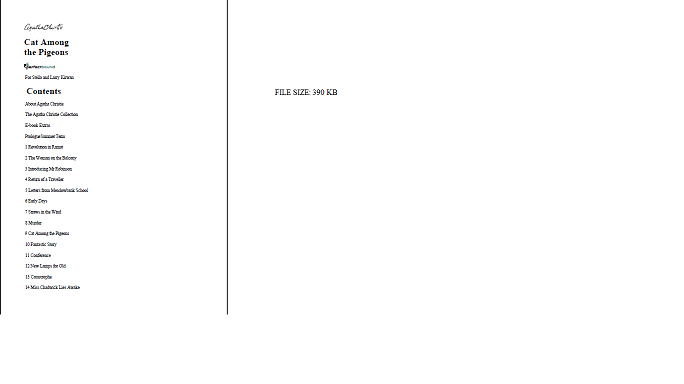 Agatha Christie
Cat Among
the Pigeons
For Stella and Larry Kirwan
Contents
About Agatha Christie
The Agatha Christie Collection
E-book Extras
Prologue Summer Term
1 Revolution in Ramat
2 The Woman on the Balcony
3 Introducing Mr Robinson
4 Return of a Traveller
5 Letters from Meadowbank School
6 Early Days
7 Straws in the Wind
8 Murder
9 Cat Among the Pigeons
10 Fantastic Story
11 Conference
12 New Lamps for Old
13 Catastrophe
14 Miss Chadwick Lies Awake
FILE SIZE: 390 KB